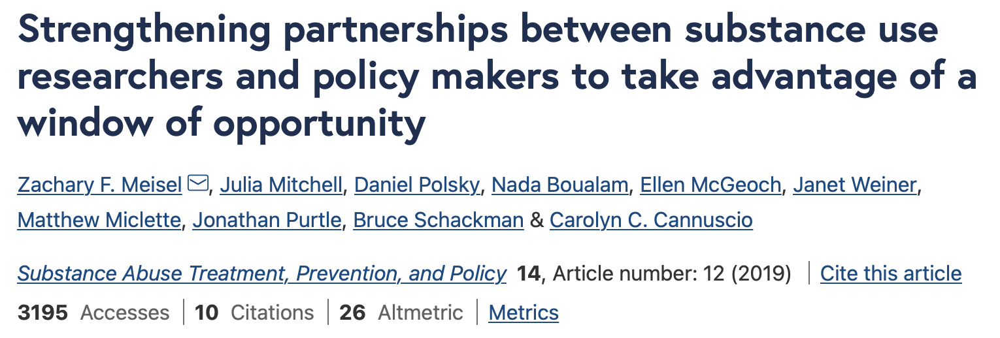 Strengthening partnerships between substance use
researchers and policy makers to take advantage of a
window of opportunity
Zachary F. Meisel, Julia Mitchell, Daniel Polsky, Nada Boualam, Ellen McGeoch, Janet Weiner,
Matthew Miclette, Jonathan Purtle, Bruce Schackman & Carolyn C. Cannuscio
Substance Abuse Treatment, Prevention, and Policy 14, Article number: 12 (2019) | Cite this article
3195 Accesses | 10 Citations | 26 Altmetric | Metrics